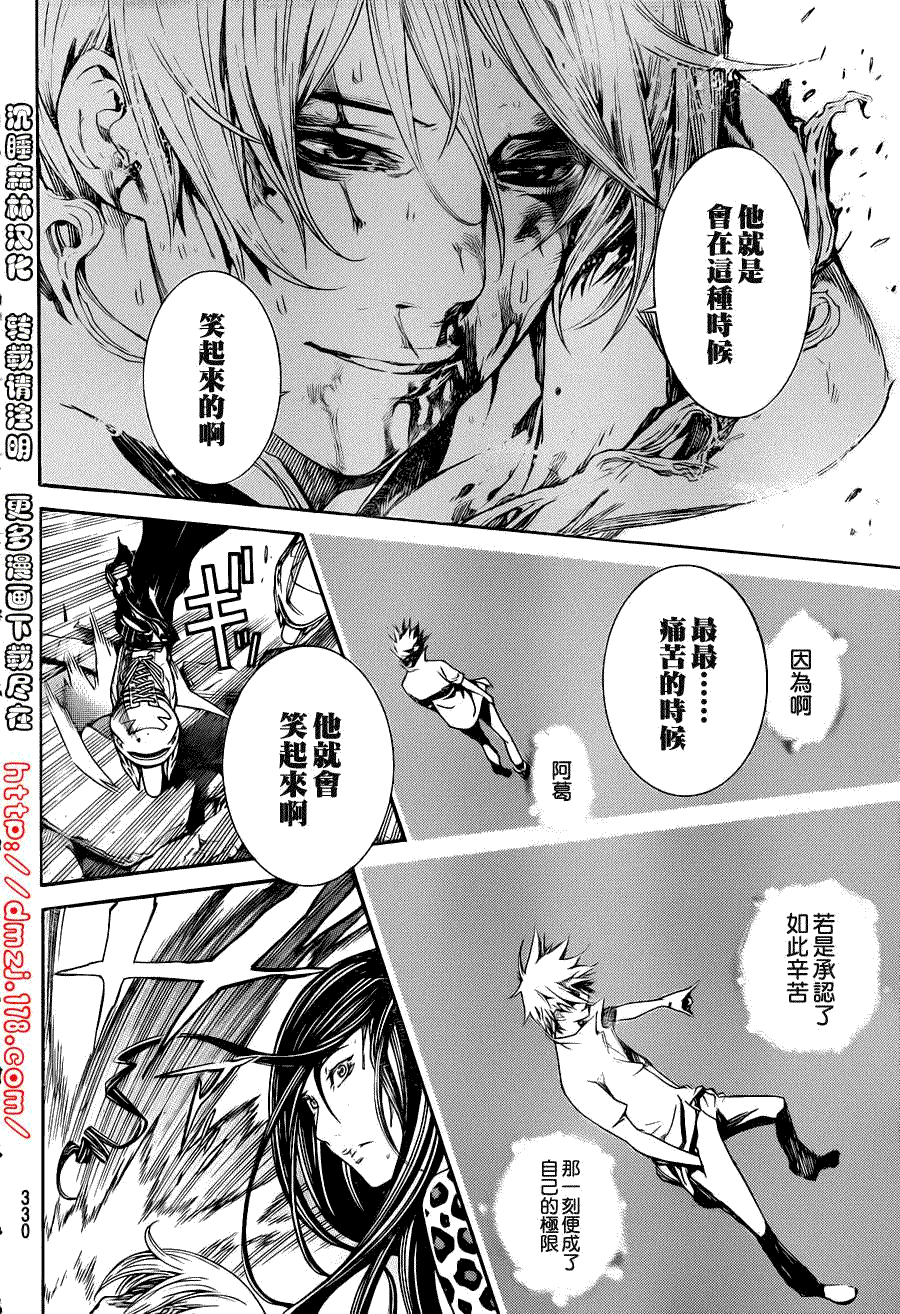 他就是
會在這種時候
笑起來的啊
因為啊
最最……
痛苦的時候
阿葛
ギギ
他就會
笑起來啊
若是承認了
如此辛苦
那一刻便成了
自己的極限
沉睡森林汉化 转载请注明 更多漫画下载尽在 http://dmzj.178.com/
330